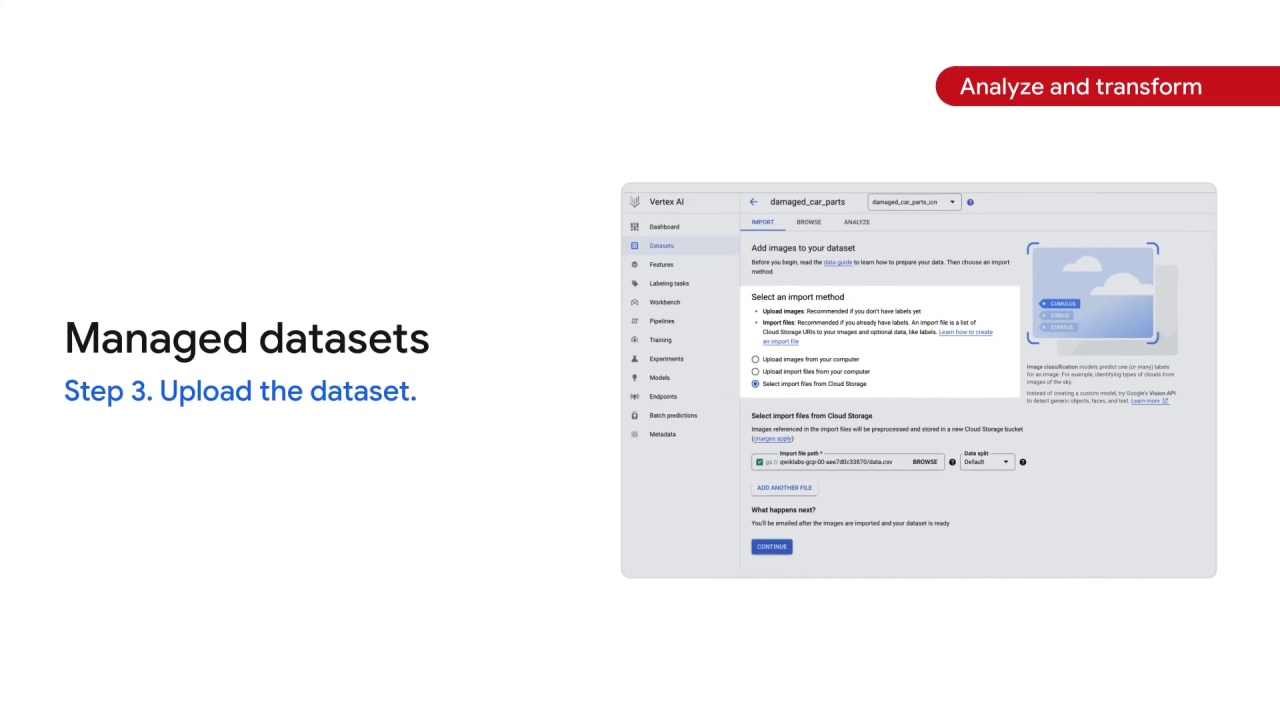 Analyze and transform
Managed datasets
Step 3. Upload the dataset.
Vertex AI
Dashboard
Datasets
Features
Labeling tasks
Workbench
Pipelines
Training
Experiments
Models
Endpoints
Batch predictions
Metadata
damaged_car_parts
damaged_car_parts_icn
IMPORT
BROWSE
ANALYZE
Add images to your dataset
Before you begin, read the data guide to learn how to prepare your data. Then choose an import
method.
Select an import method
• Upload images: Recommended if you don't have labels yet
• Import files: Recommended if you already have labels. An import file is a list of
Cloud Storage URIs to your images and optional data, like labels. Learn how to create
an import file
Upload images from your computer
Upload import files from your computer
Select import files from Cloud Storage
Select import files from Cloud Storage
Images referenced in the import files will be preprocessed and stored in a new Cloud Storage bucket
(charges apply)
Import file path *
gs:// qwiklabs-gcp-00-aee7d0c33870/data.csv
BROWSE
Data split
Default
ADD ANOTHER FILE
What happens next?
You'll be emailed after the images are imported and your dataset is ready
CONTINUE
CUMULUS
CIRRUS
STRATUS
Image classification models predict one (or many) labels
for an image. For example, identifying types of clouds from
images of the sky.
Instead of creating a custom model, try Google's Vision API
to detect generic objects, faces, and text. Learn more